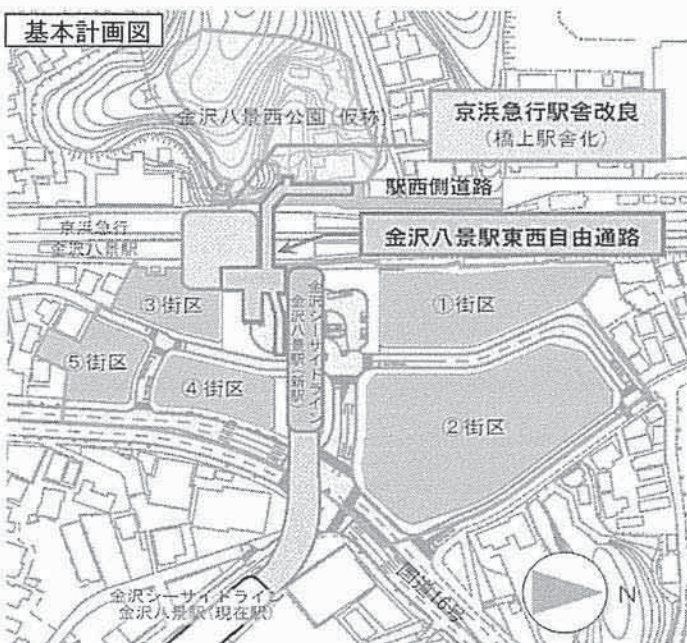 基本計画図
金沢八景西公園(仮称)
京浜急行駅舎改良
(橋上駅舎化)
駅西側道路
京浜急行
金沢八景駅
金沢八景駅東西自由通路
③街区
①街区
金沢シーサイドライン
金沢八景駅(新駅)
⑤街区
④街区
②街区
国道16号
金沢シーサイドライン
金沢八景駅(現在駅)
N